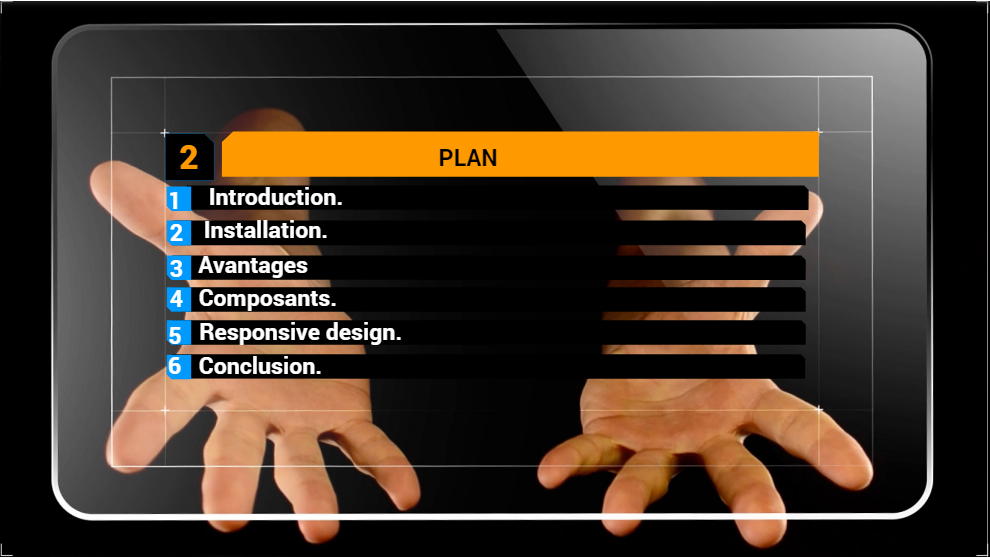 2 PLAN
1 Introduction.
2 Installation.
3 Avantages
4 Composants.
5 Responsive design.
6 Conclusion.